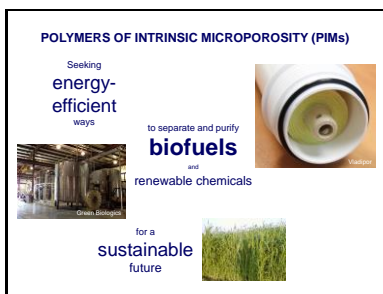 POLYMERS OF INTRINSIC MICROPOROSITY (PIMs)
Seeking
energy-
efficient
ways
to separate and purify
biofuels
and
renewable chemicals
Vladipor
Green Biologics
for a
sustainable
future